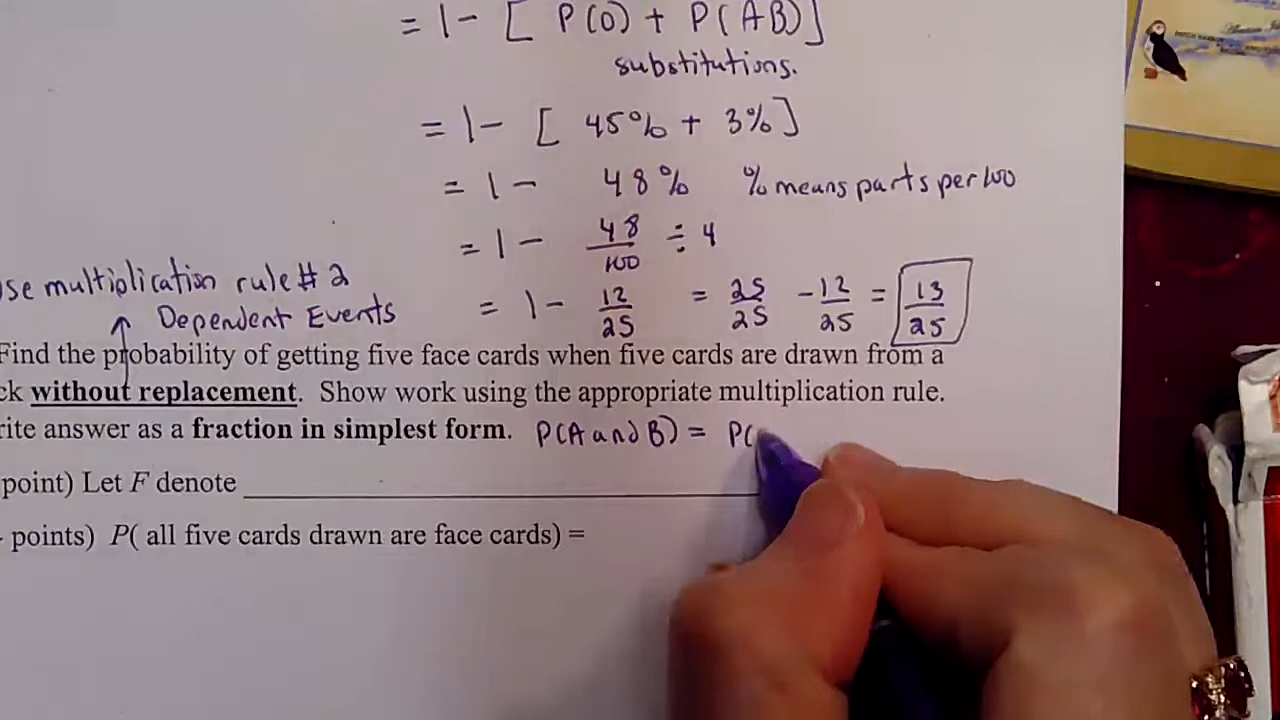 = 1 - [ P(O) + P(AB)]
substitutions.
= 1 - [ 45% + 3% ]
= 1 - 48% % means parts per 100
= 1 - 48/100 ÷ 4
se multiplication rule # 2
= 1 - 12/25 = 25/25 - 12/25 = 13/25
Dependent Events
Find the probability of getting five face cards when five cards are drawn from a
ck without replacement. Show work using the appropriate multiplication rule.
rite answer as a fraction in simplest form. P(A and B) = P(
point) Let F denote
points) P( all five cards drawn are face cards) =